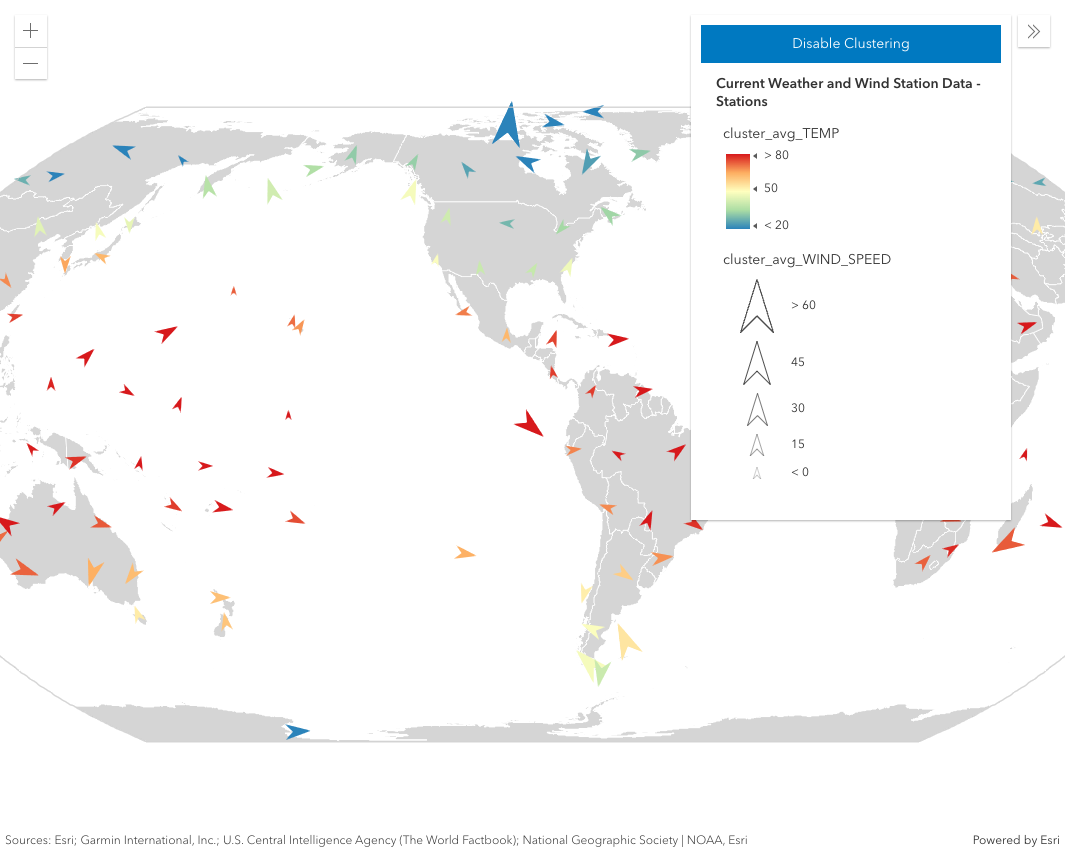 Disable Clustering
Current Weather and Wind Station Data -
Stations
cluster_avg_TEMP
> 80
50
< 20
cluster_avg_WIND_SPEED
> 60
45
30
15
< 0
Sources: Esri; Garmin International, Inc.; U.S. Central Intelligence Agency (The World Factbook); National Geographic Society | NOAA, Esri
Powered by Esri